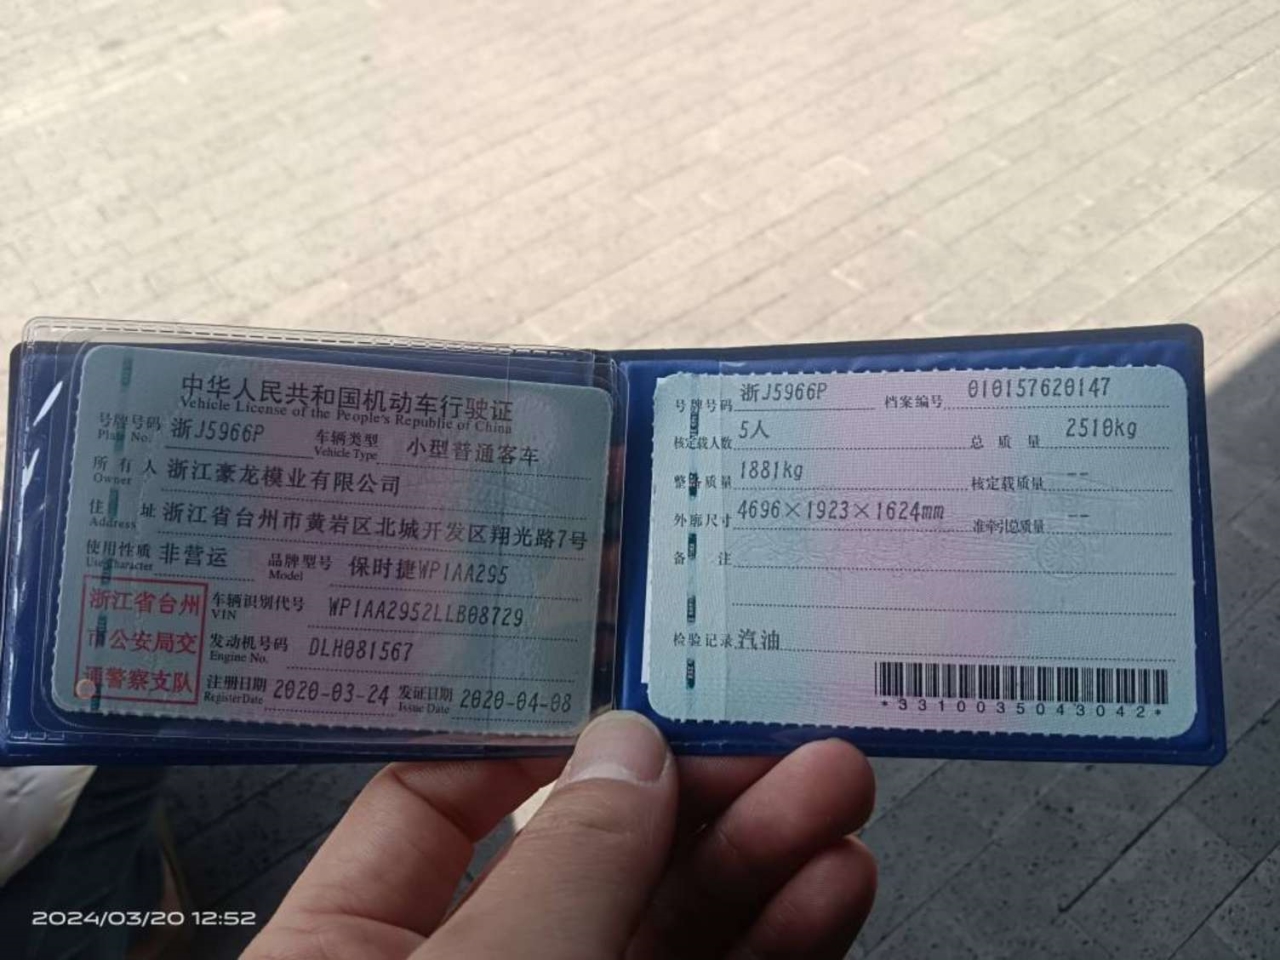 中华人民共和国机动车行驶证
Vehicle License of the People's Republic of China
号牌号码 浙J5966P 车辆类型 小型普通客车
Plate No. Vehicle Type
所有人 浙江豪龙模业有限公司
Owner
住址 浙江省台州市黄岩区北城开发区翔光路7号
Address
使用性质 非营运 品牌型号 保时捷WP1AA295
Use Character Model
浙江省台州
市公安局交
通警察支队
车辆识别代号 WP1AA2952LLB08729
VIN
发动机号码 DLH081567
Engine No.
注册日期 2020-03-24 发证日期 2020-04-08
Register Date Issue Date
号牌号码 浙J5966P 档案编号 010157620147
核定载人数 5人 总质量 2510kg
整备质量 1881kg 核定载质量 --
外廓尺寸 4696×1923×1624mm 准牵引总质量 --
备注
检验记录 汽油
*3310035043042*
2024/03/20 12:52